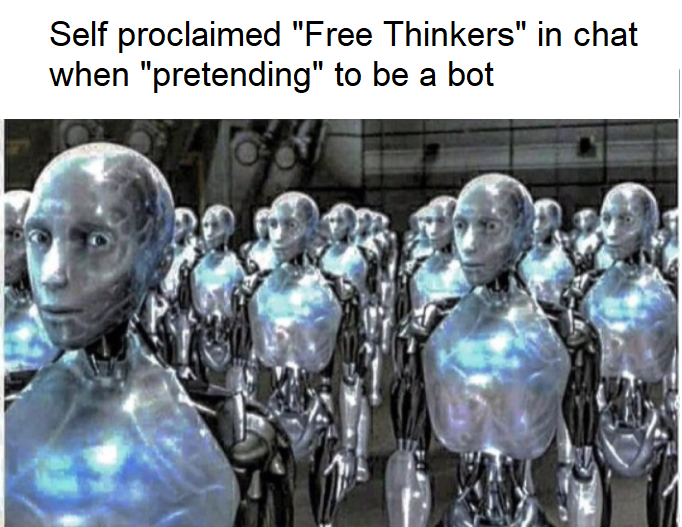 Self proclaimed "Free Thinkers" in chat
when "pretending" to be a bot